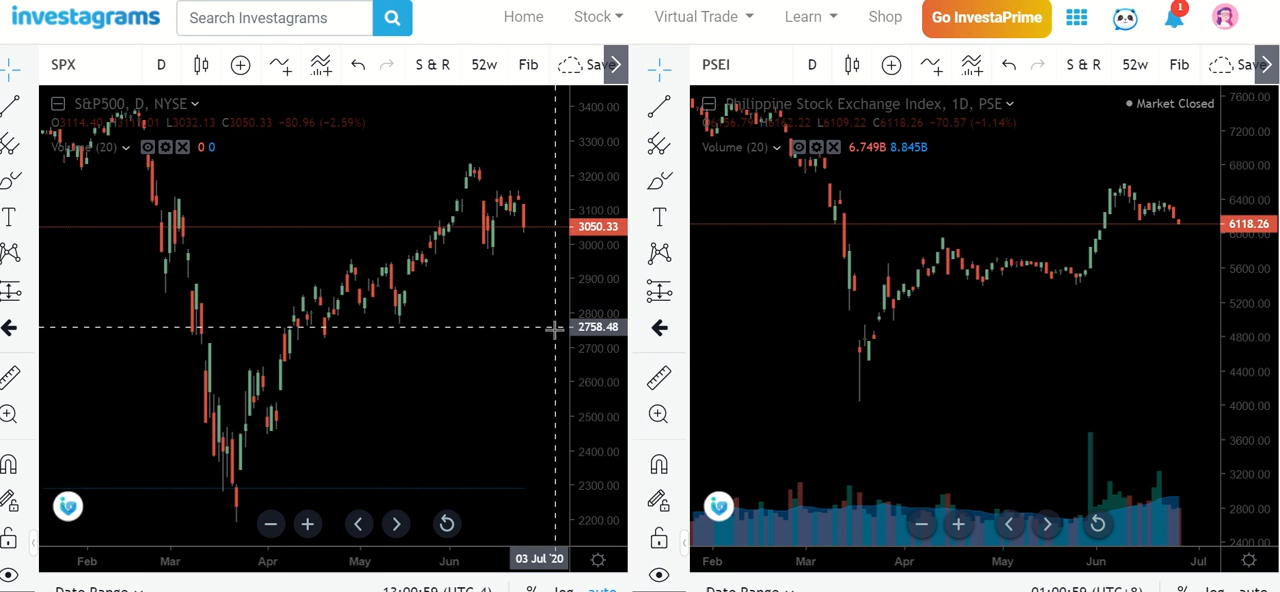 investagrams
Search Investagrams
Home Stock Virtual Trade Learn Shop Go InvestaPrime 1
SPX D S & R 52w Fib Save
S&P500, D, NYSE
L3032.13 C3050.33 −80.96 (−2.59%)
Volume (20) 0 0
3400.00
3300.00
3200.00
3100.00
3050.33
3000.00
2900.00
2800.00
2758.48
2700.00
2600.00
2500.00
2400.00
2300.00
2200.00
Feb Mar Apr May Jun 03 Jul '20
Date Range 13:00:59 (UTC-4) % log auto
PSEI D S & R 52w Fib Save
Philippine Stock Exchange Index, 1D, PSE Market Closed
L6109.22 C6118.26 −70.57 (−1.14%)
Volume (20) 6.749B 8.845B
7600.00
7200.00
6800.00
6400.00
6118.26
6000.00
5600.00
5200.00
4800.00
4400.00
4000.00
3600.00
3200.00
2800.00
2400.00
Feb Mar Apr May Jun Jul
Date Range 01:00:59 (UTC+8) % log auto